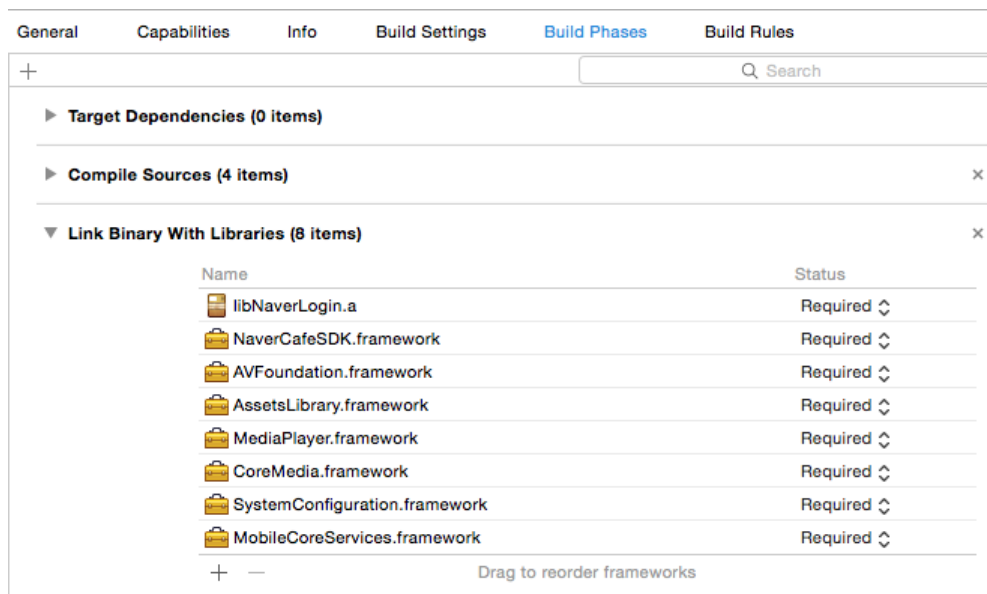 General Capabilities Info Build Settings Build Phases Build Rules
Search
Target Dependencies (0 items)
Compile Sources (4 items)
Link Binary With Libraries (8 items)
Name Status
libNaverLogin.a Required
NaverCafeSDK.framework Required
AVFoundation.framework Required
AssetsLibrary.framework Required
MediaPlayer.framework Required
CoreMedia.framework Required
SystemConfiguration.framework Required
MobileCoreServices.framework Required
Drag to reorder frameworks